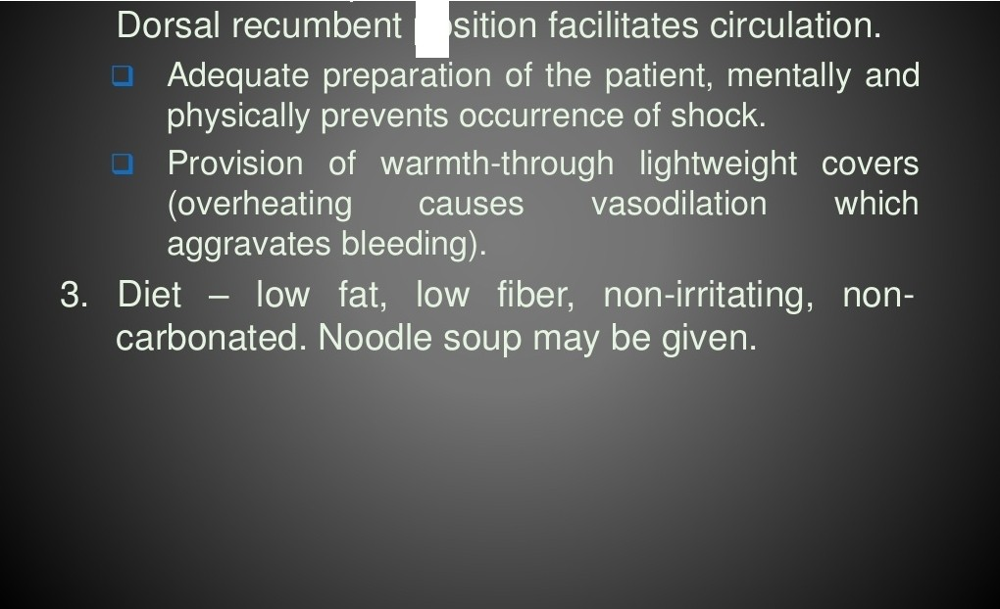 Dorsal recumbent position facilitates circulation.
❑ Adequate preparation of the patient, mentally and
physically prevents occurrence of shock.
❑ Provision of warmth-through lightweight covers
(overheating causes vasodilation which
aggravates bleeding).
3. Diet – low fat, low fiber, non-irritating, non-
carbonated. Noodle soup may be given.